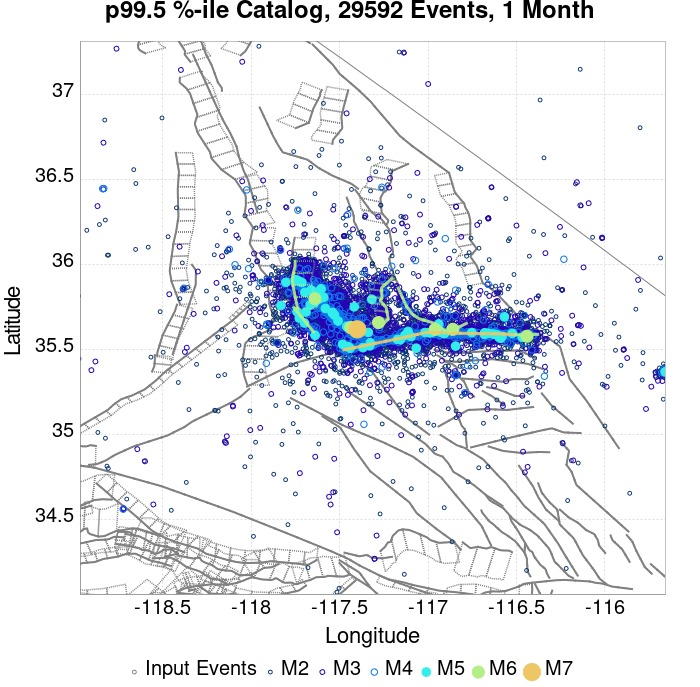 p99.5 %-ile Catalog, 29592 Events, 1 Month
37
36.5
36
35.5
35
34.5
Latitude
-118.5 -118 -117.5 -117 -116.5 -116
Longitude
Input Events M2 M3 M4 M5 M6 M7